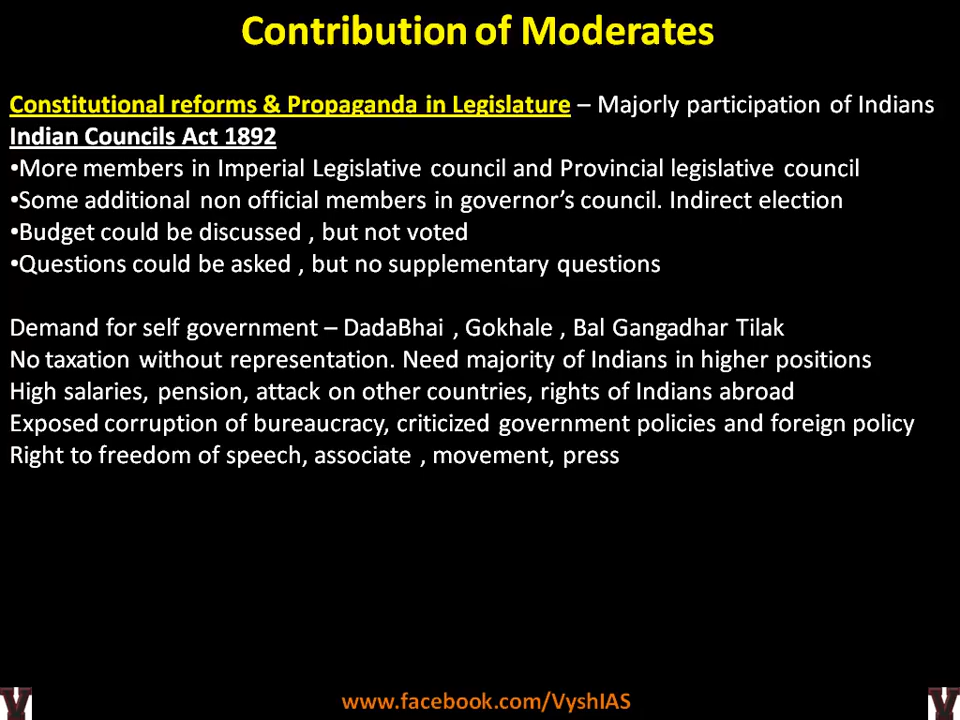 Contribution of Moderates
Constitutional reforms & Propaganda in Legislature – Majorly participation of Indians
Indian Councils Act 1892
•More members in Imperial Legislative council and Provincial legislative council
•Some additional non official members in governor's council. Indirect election
•Budget could be discussed , but not voted
•Questions could be asked , but no supplementary questions
Demand for self government – DadaBhai , Gokhale , Bal Gangadhar Tilak
No taxation without representation. Need majority of Indians in higher positions
High salaries, pension, attack on other countries, rights of Indians abroad
Exposed corruption of bureaucracy, criticized government policies and foreign policy
Right to freedom of speech, associate , movement, press
V www.facebook.com/VyshIAS V